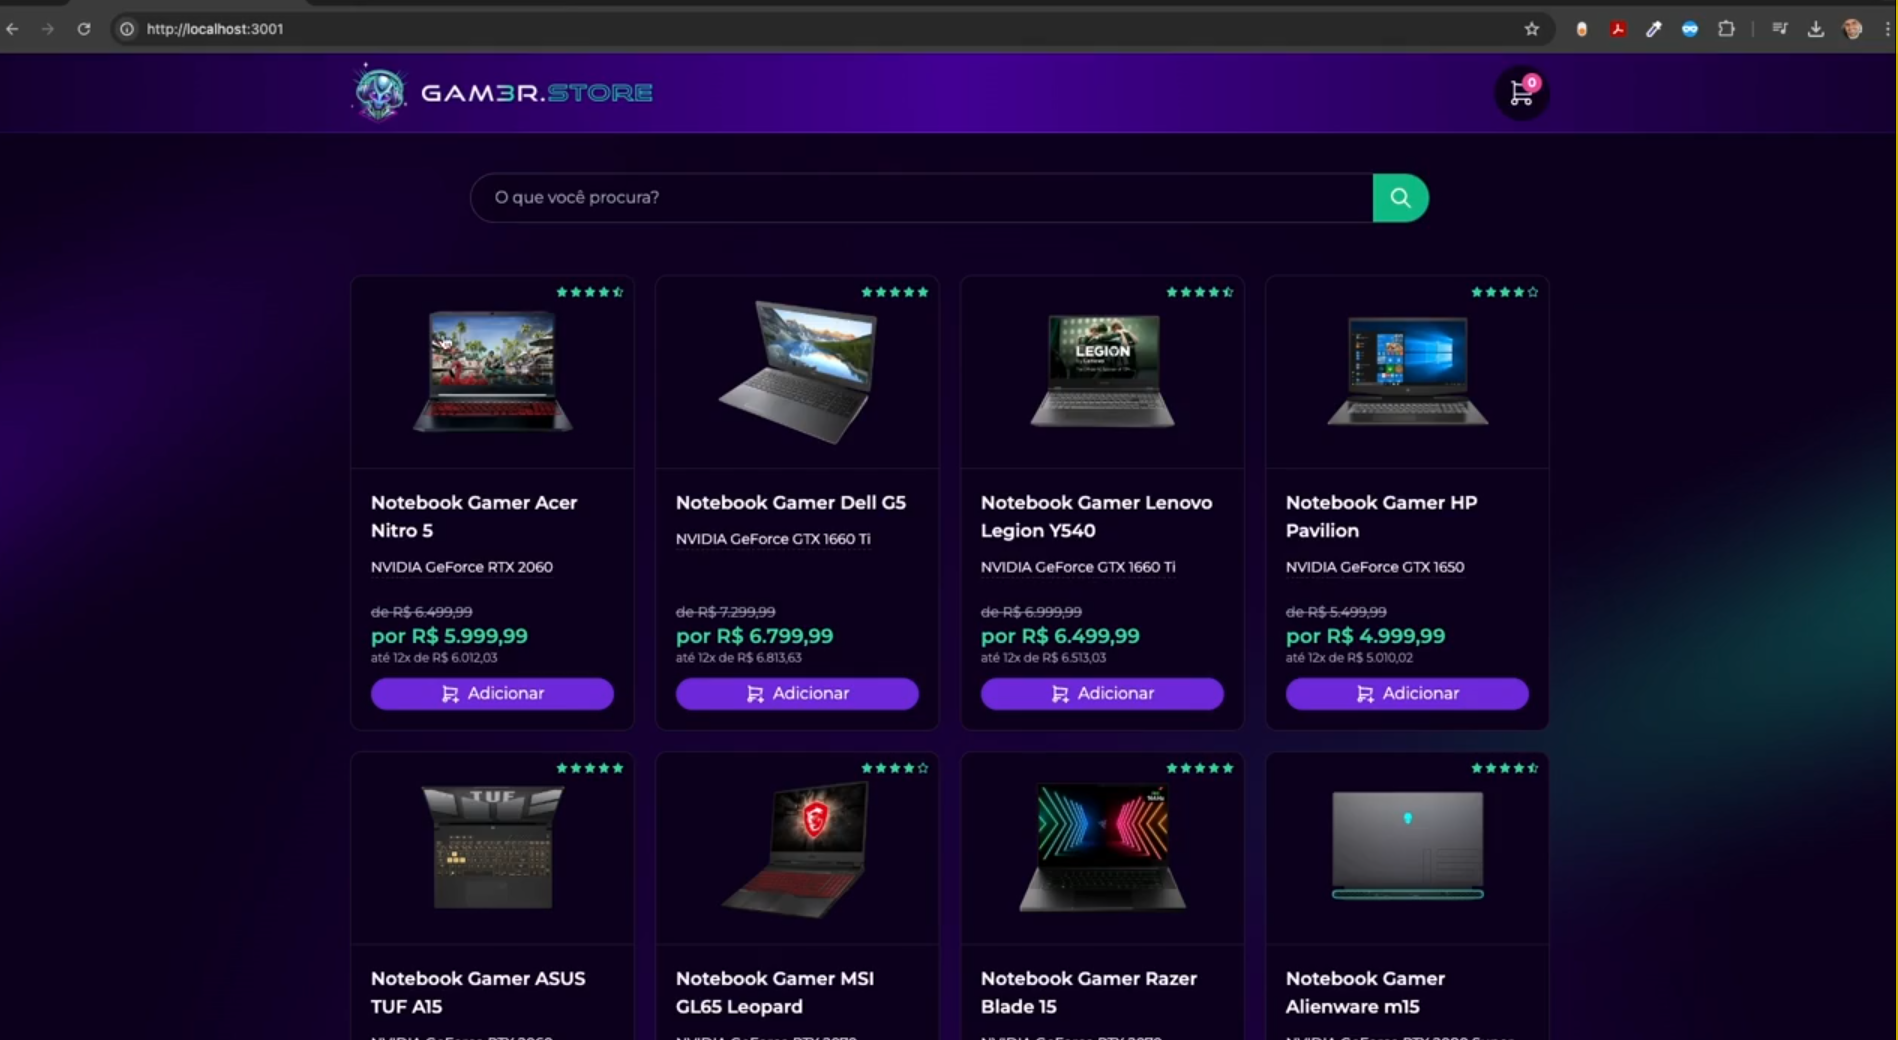 http://localhost:3001
GAM3R.STORE
0
O que você procura?
LEGION
Notebook Gamer Acer
Nitro 5
NVIDIA GeForce RTX 2060
de R$ 6.499,99
por R$ 5.999,99
até 12x de R$ 6.012,03
Adicionar
Notebook Gamer Dell G5
NVIDIA GeForce GTX 1660 Ti
de R$ 7.299,99
por R$ 6.799,99
até 12x de R$ 6.813,63
Adicionar
Notebook Gamer Lenovo
Legion Y540
NVIDIA GeForce GTX 1660 Ti
de R$ 6.999,99
por R$ 6.499,99
até 12x de R$ 6.513,03
Adicionar
Notebook Gamer HP
Pavilion
NVIDIA GeForce GTX 1650
de R$ 5.499,99
por R$ 4.999,99
até 12x de R$ 5.010,02
Adicionar
TUF
Notebook Gamer ASUS
TUF A15
Notebook Gamer MSI
GL65 Leopard
Notebook Gamer Razer
Blade 15
Notebook Gamer
Alienware m15